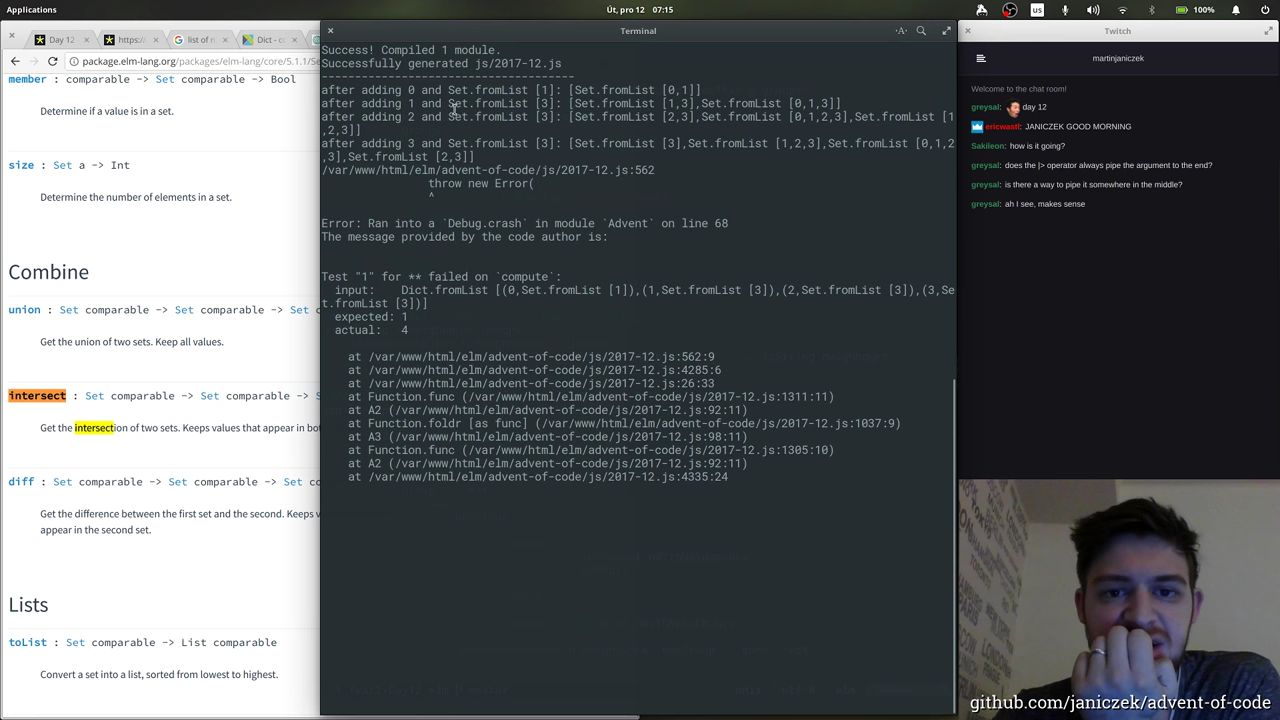 Applications
Út, pro 12 07:15
us
100%
Day 12
https:/
list of n
Dict - co
package.elm-lang.org/packages/elm-lang/core/5.1.1/Se
member : comparable -> Set comparable -> Bool
Determine if a value is in a set.
size : Set a -> Int
Determine the number of elements in a set.
Combine
union : Set comparable -> Set comparable -> Set
Get the union of two sets. Keep all values.
intersect : Set comparable -> Set comparable -> S
Get the intersection of two sets. Keeps values that appear in bot
diff : Set comparable -> Set comparable -> Set co
Get the difference between the first set and the second. Keeps v
appear in the second set.
Lists
toList : Set comparable -> List comparable
Convert a set into a list, sorted from lowest to highest.
Terminal
Success! Compiled 1 module.
Successfully generated js/2017-12.js
--------------------------------------
after adding 0 and Set.fromList [1]: [Set.fromList [0,1]]
after adding 1 and Set.fromList [3]: [Set.fromList [1,3],Set.fromList [0,1,3]]
after adding 2 and Set.fromList [3]: [Set.fromList [2,3],Set.fromList [0,1,2,3],Set.fromList [1
,2,3]]
after adding 3 and Set.fromList [3]: [Set.fromList [3],Set.fromList [1,2,3],Set.fromList [0,1,2
,3],Set.fromList [2,3]]
/var/www/html/elm/advent-of-code/js/2017-12.js:562
throw new Error(
^
Error: Ran into a `Debug.crash` in module `Advent` on line 68
The message provided by the code author is:
Test "1" for ** failed on `compute`:
input: Dict.fromList [(0,Set.fromList [1]),(1,Set.fromList [3]),(2,Set.fromList [3]),(3,Se
t.fromList [3])]
expected: 1
actual: 4
at /var/www/html/elm/advent-of-code/js/2017-12.js:562:9
at /var/www/html/elm/advent-of-code/js/2017-12.js:4285:6
at /var/www/html/elm/advent-of-code/js/2017-12.js:26:33
at Function.func (/var/www/html/elm/advent-of-code/js/2017-12.js:1311:11)
at A2 (/var/www/html/elm/advent-of-code/js/2017-12.js:92:11)
at Function.foldr [as func] (/var/www/html/elm/advent-of-code/js/2017-12.js:1037:9)
at A3 (/var/www/html/elm/advent-of-code/js/2017-12.js:98:11)
at Function.func (/var/www/html/elm/advent-of-code/js/2017-12.js:1305:10)
at A2 (/var/www/html/elm/advent-of-code/js/2017-12.js:92:11)
at /var/www/html/elm/advent-of-code/js/2017-12.js:4335:24
Twitch
martinjaniczek
Welcome to the chat room!
greysal: day 12
ericwastl: JANICZEK GOOD MORNING
Sakileon: how is it going?
greysal: does the |> operator always pipe the argument to the end?
greysal: is there a way to pipe it somewhere in the middle?
greysal: ah I see, makes sense
github.com/janiczek/advent-of-code